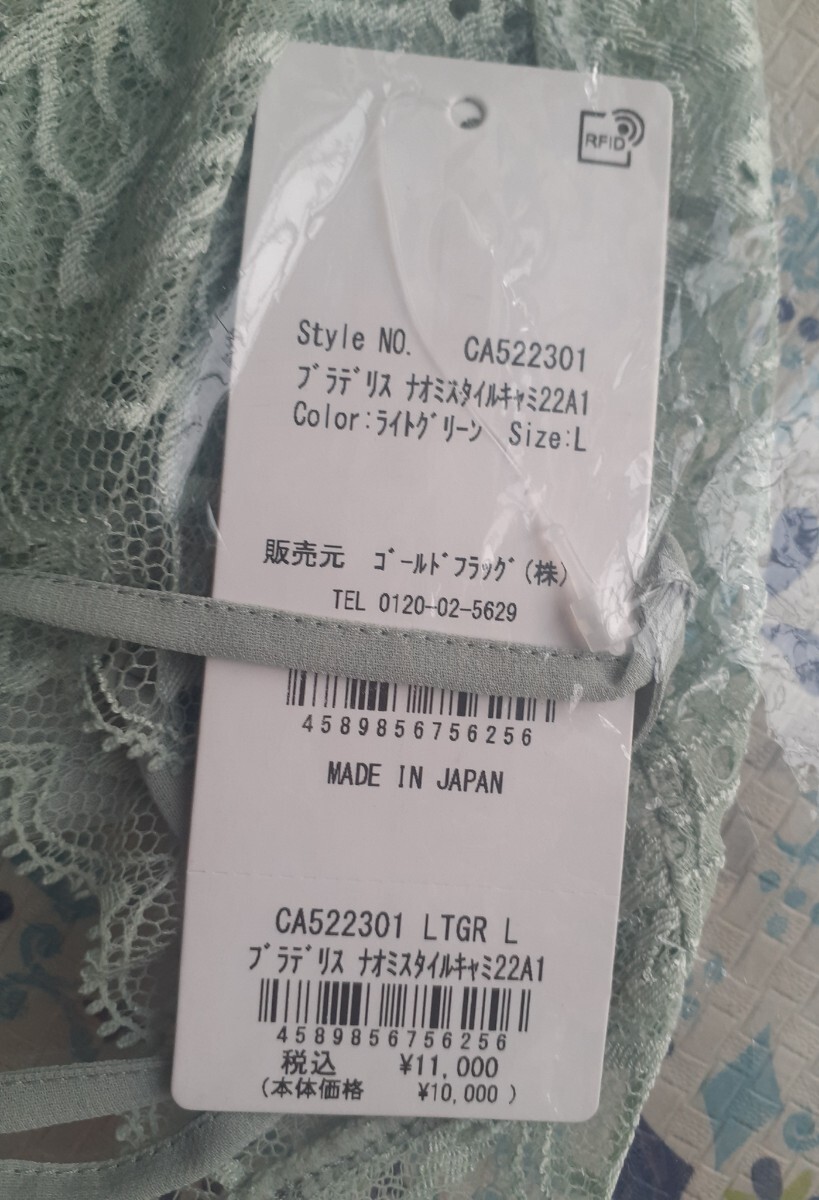 RFID
Style NO. CA522301
ﾌﾞﾗﾃﾞﾘｽ ﾅｵﾐｽﾀｲﾙｷｬﾐ22A1
Color:ﾗｲﾄｸﾞﾘｰﾝ Size:L
販売元 ｺﾞｰﾙﾄﾞﾌﾗｯｸﾞ(株)
TEL 0120-02-5629
4589856756256
MADE IN JAPAN
CA522301 LTGR L
ﾌﾞﾗﾃﾞﾘｽ ﾅｵﾐｽﾀｲﾙｷｬﾐ22A1
4589856756256
税込 ¥11,000
(本体価格 ¥10,000 )